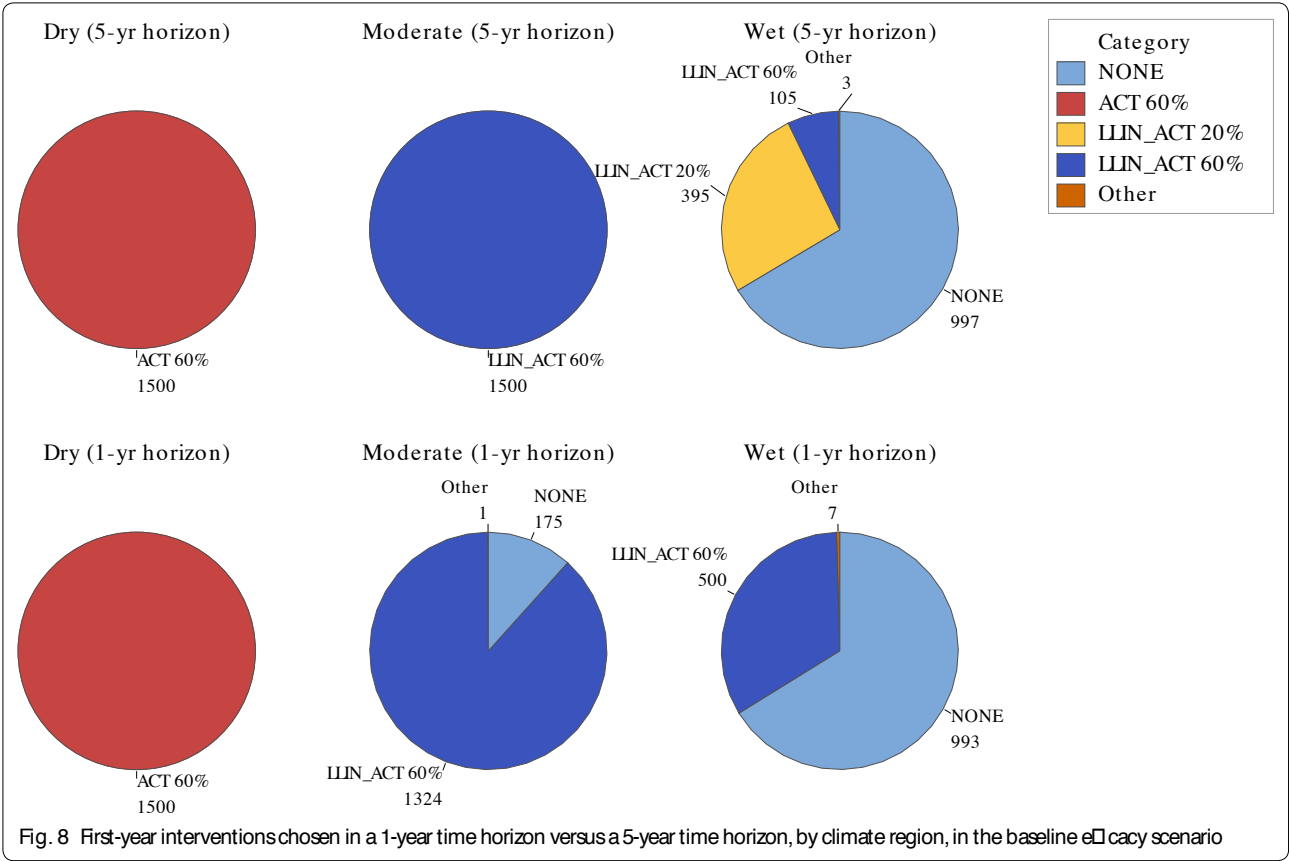 Dry (5-yr horizon)
ACT 60%
1500
Moderate (5-yr horizon)
LLIN_ACT 60%
1500
Wet (5-yr horizon)
Other
3
LLIN_ACT 60%
105
LLIN_ACT 20%
395
NONE
997
Category
NONE
ACT 60%
LLIN_ACT 20%
LLIN_ACT 60%
Other
Dry (1-yr horizon)
ACT 60%
1500
Moderate (1-yr horizon)
Other
1
NONE
175
LLIN_ACT 60%
1324
Wet (1-yr horizon)
Other
7
LLIN_ACT 60%
500
NONE
993
Fig. 8 First-year interventions chosen in a 1-year time horizon versus a 5-year time horizon, by climate region, in the baseline e□cacy scenario